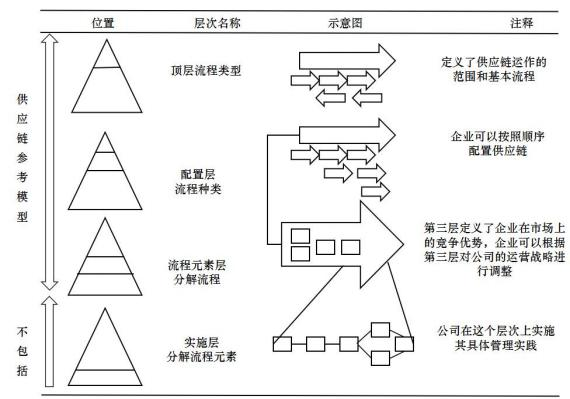 位置 层次名称 示意图 注释
供应链参考模型
顶层流程类型
定义了供应链运作的
范围和基本流程
配置层
流程种类
企业可以按照顺序
配置供应链
流程元素层
分解流程
第三层定义了企业在市场上
的竞争优势，企业可以根据
第三层对公司的运营战略进
行调整
不包括
实施层
分解流程元素
公司在这个层次上实施
其具体管理实践